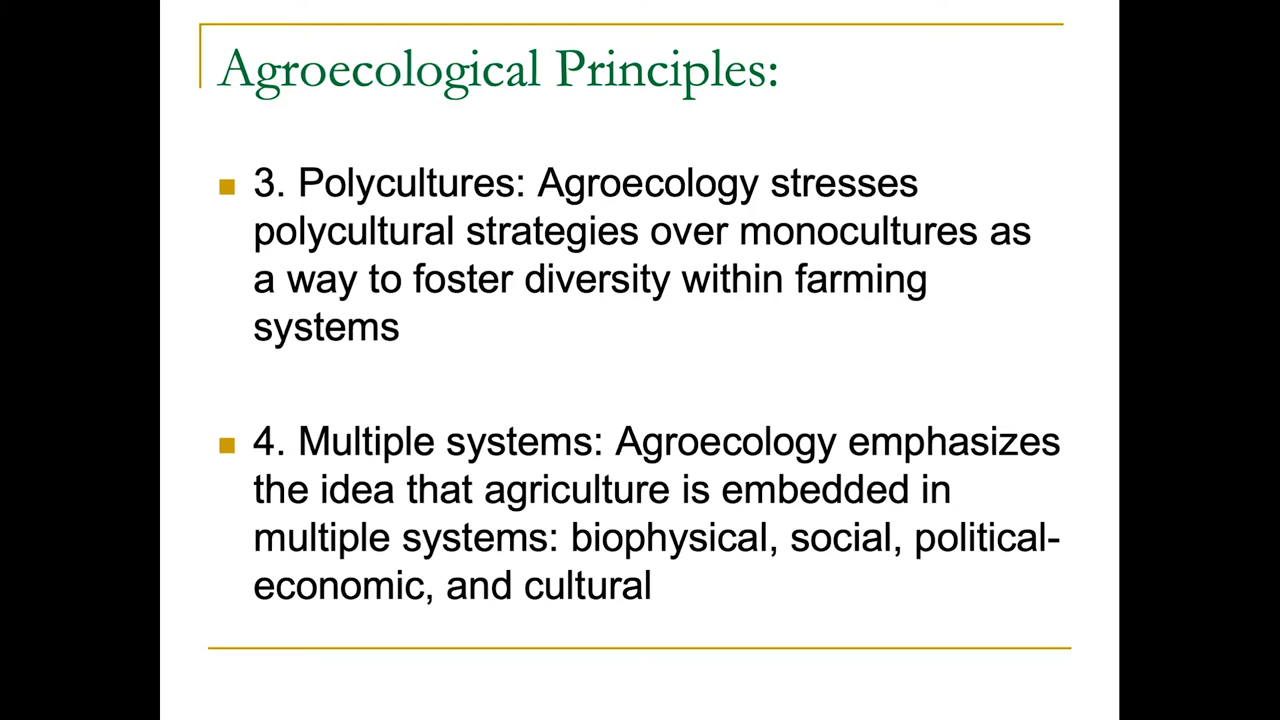 Agroecological Principles:
3. Polycultures: Agroecology stresses
polycultural strategies over monocultures as
a way to foster diversity within farming
systems
4. Multiple systems: Agroecology emphasizes
the idea that agriculture is embedded in
multiple systems: biophysical, social, political-
economic, and cultural